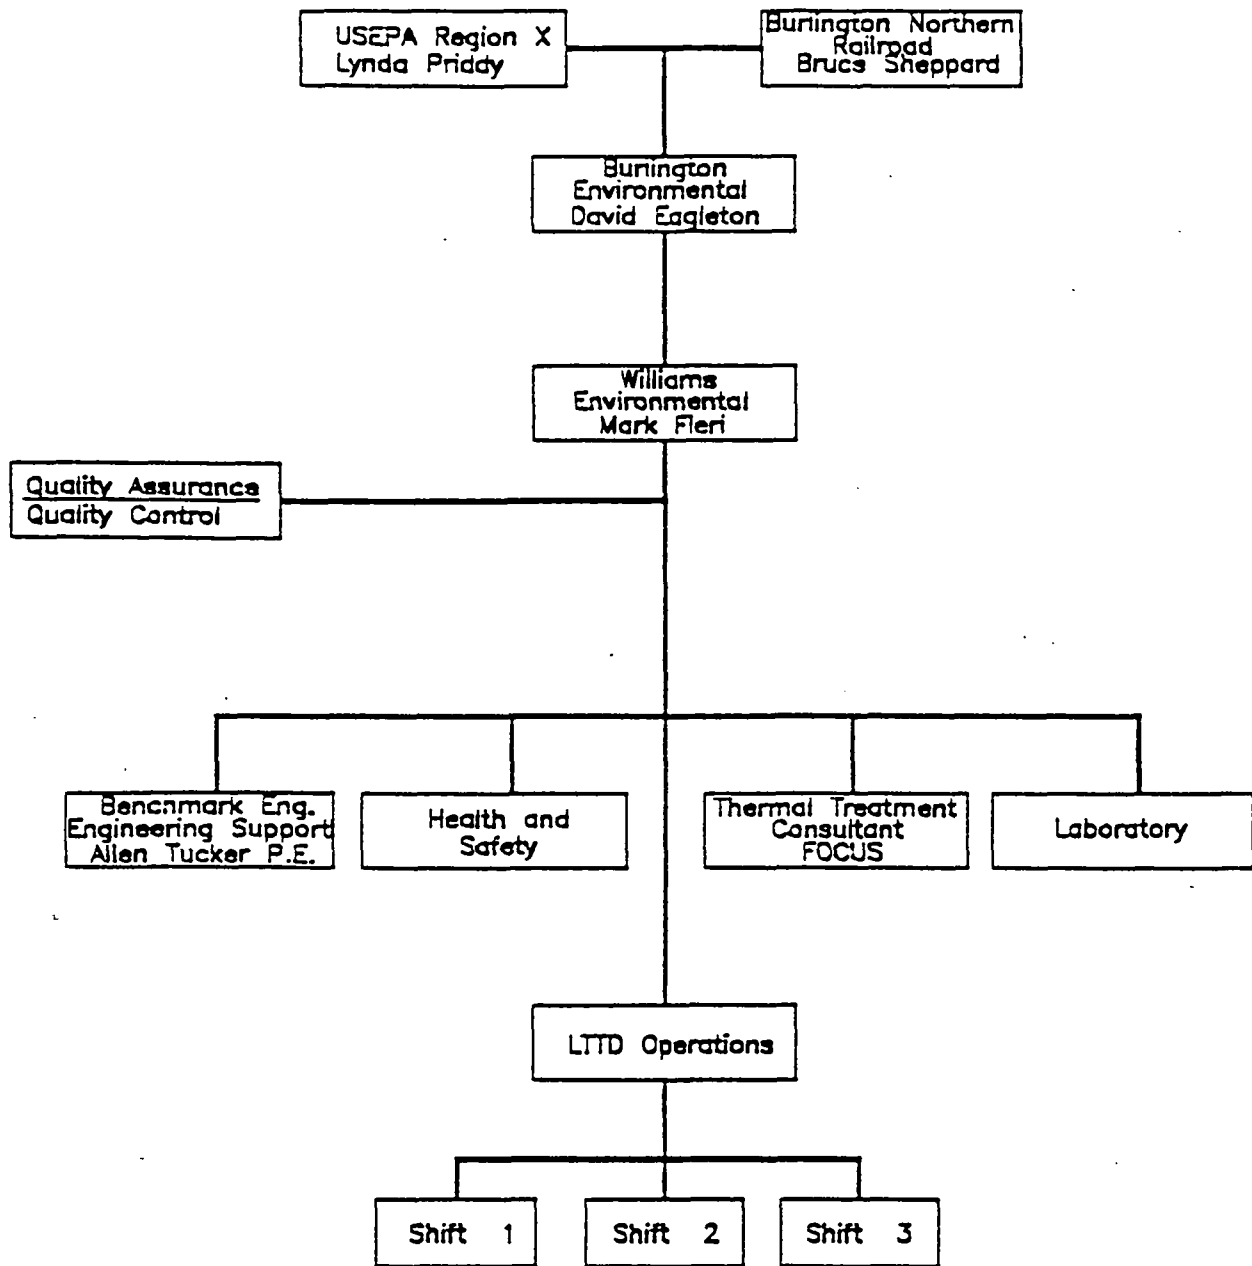 USEPA Region X
Lynda Priddy
Burlington Northern
Railroad
Bruce Sheppard
Burlington
Environmental
David Eagleton
Williams
Environmental
Mark Fleri
Quality Assurance
Quality Control
Benchmark Eng.
Engineering Support
Allen Tucker P.E.
Health and
Safety
Thermal Treatment
Consultant
FOCUS
Laboratory
LTTD Operations
Shift 1
Shift 2
Shift 3